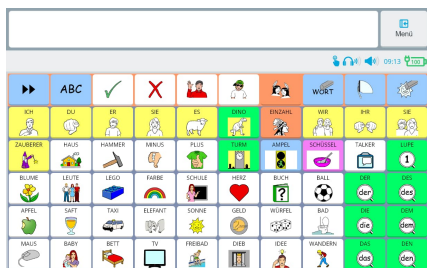 Menü
09:13 100
ABC WORT
ICH DU ER SIE ES DINO EINZAHL WIR IHR SIE
ZAUBERER HAUS HAMMER MINUS PLUS TURM AMPEL SCHÜSSEL TALKER LUPE
1
BLUME LEUTE LEGO FARBE SCHULE HERZ BUCH BALL DER DES
? der des
APFEL SAFT TAXI ELEFANT SONNE GELD WÜRFEL BAD DIE DEM
die dem
MAUS BABY BETT TV FREIBAD DIEB IDEE WANDERN DAS DEN
das den